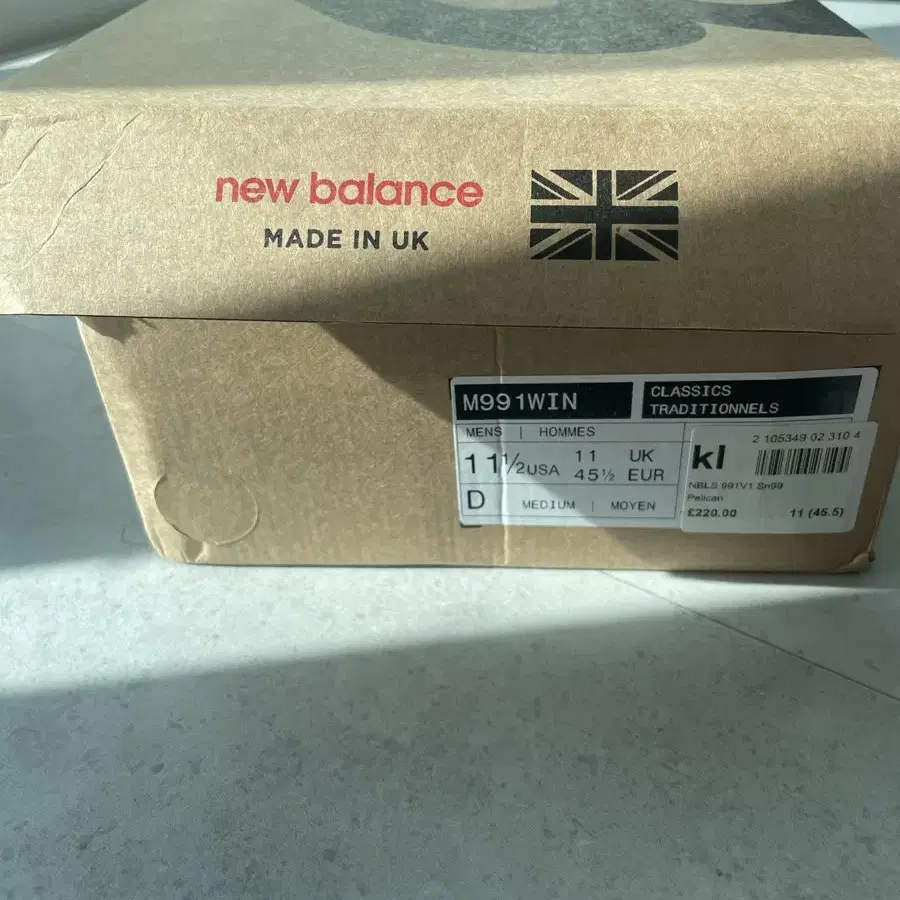 new balance
MADE IN UK
M991WIN
CLASSICS
TRADITIONNELS
MENS | HOMMES
11½USA 11 UK
45½ EUR
D MEDIUM | MOYEN
kl 2 105349 02 310 4
NBLS 991V1 Sn99
Pelican
£220.00 11 (45.5)